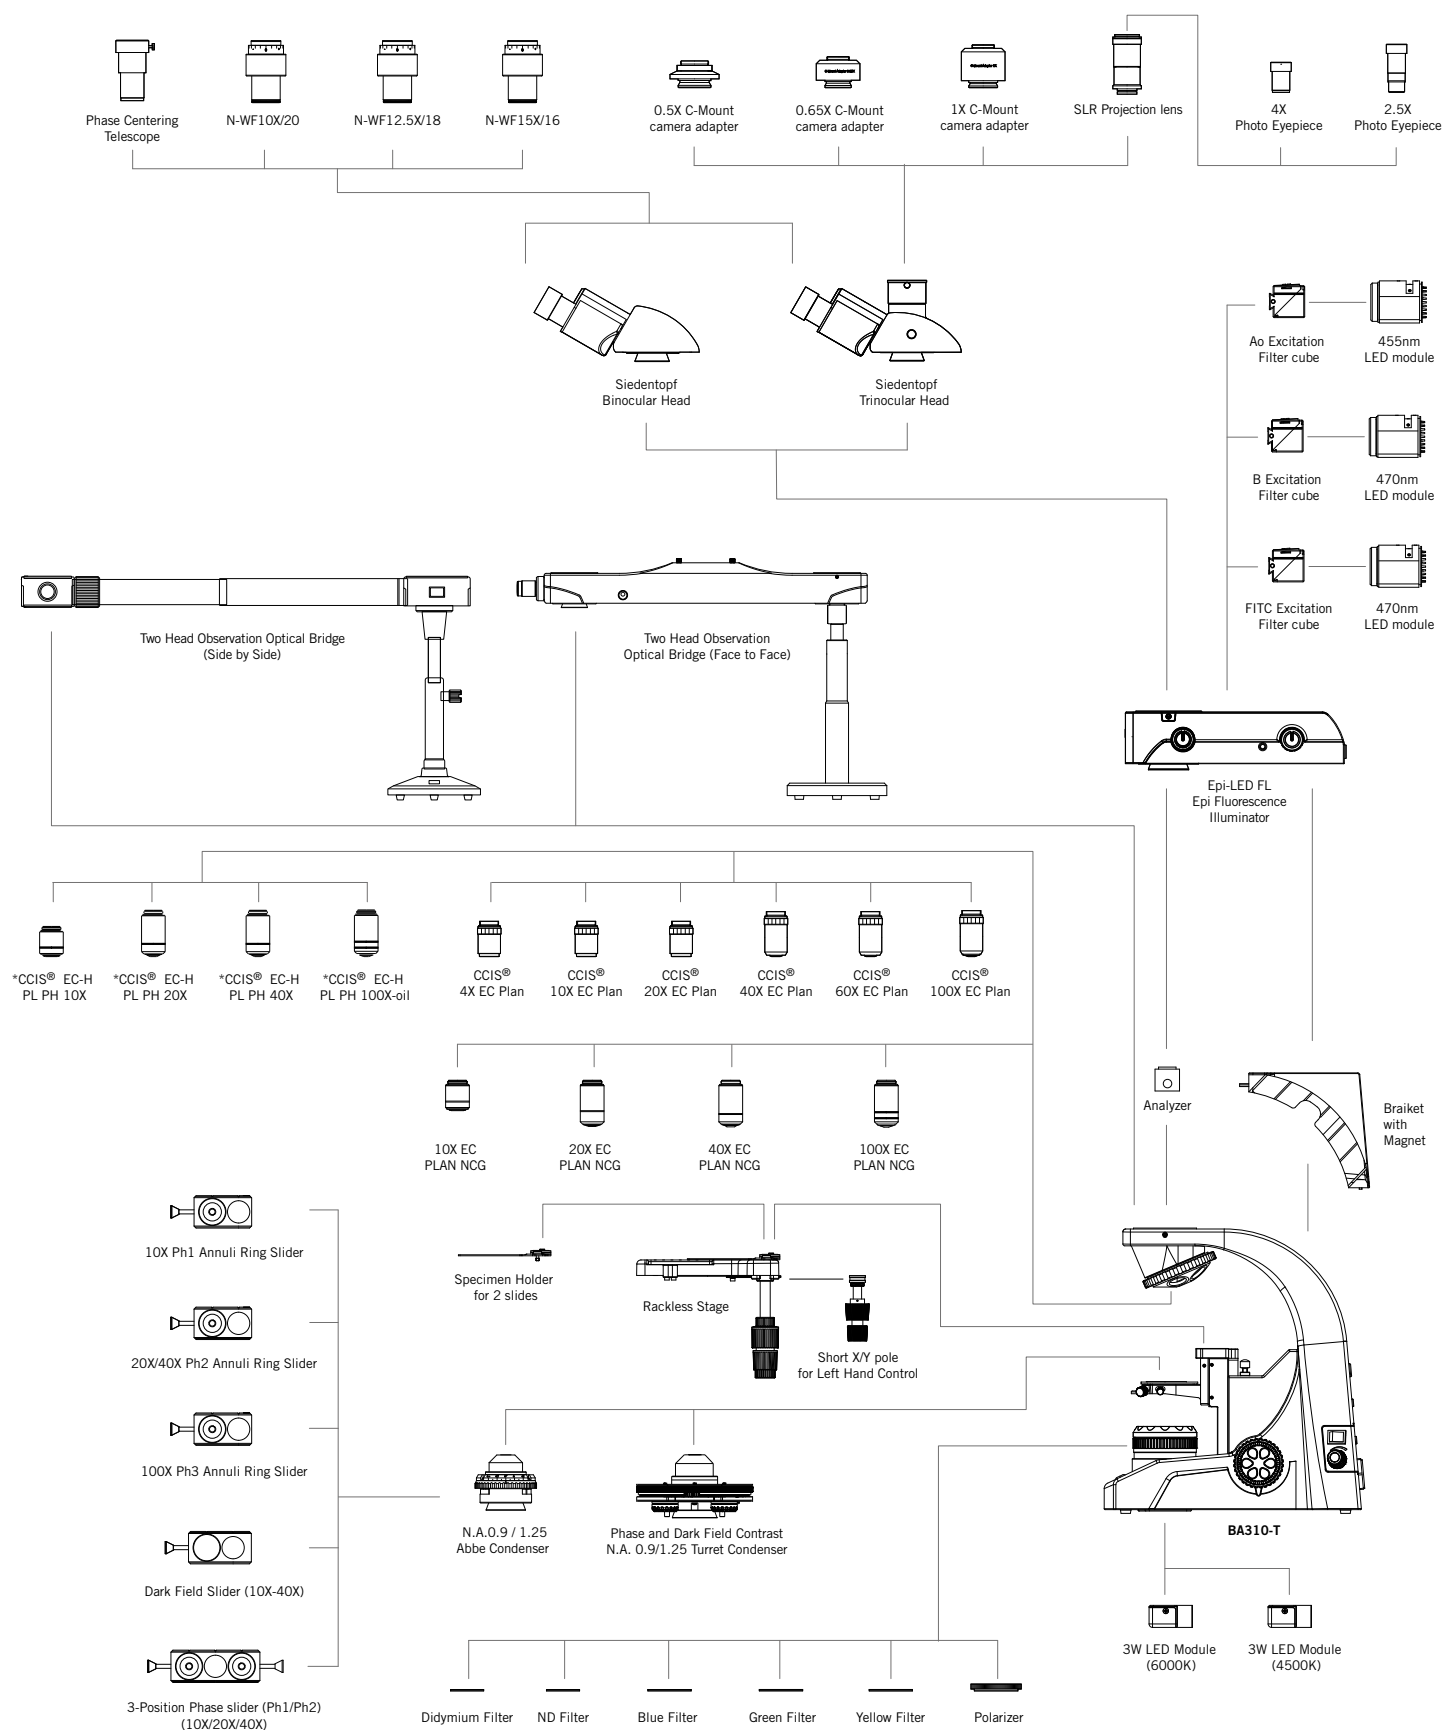 Phase Centering
Telescope
N-WF10X/20
N-WF12.5X/18
N-WF15X/16
0.5X C-Mount
camera adapter
0.65X C-Mount
camera adapter
1X C-Mount
camera adapter
SLR Projection lens
4X
Photo Eyepiece
2.5X
Photo Eyepiece
Siedentopf
Binocular Head
Siedentopf
Trinocular Head
Ao Excitation
Filter cube
455nm
LED module
B Excitation
Filter cube
470nm
LED module
FITC Excitation
Filter cube
470nm
LED module
Two Head Observation Optical Bridge
(Side by Side)
Two Head Observation
Optical Bridge (Face to Face)
Epi-LED FL
Epi Fluorescence
Illuminator
*CCIS® EC-H
PL PH 10X
*CCIS® EC-H
PL PH 20X
*CCIS® EC-H
PL PH 40X
*CCIS® EC-H
PL PH 100X-oil
CCIS®
4X EC Plan
CCIS®
10X EC Plan
CCIS®
20X EC Plan
CCIS®
40X EC Plan
CCIS®
60X EC Plan
CCIS®
100X EC Plan
Analyzer
Braiket
with
Magnet
10X EC
PLAN NCG
20X EC
PLAN NCG
40X EC
PLAN NCG
100X EC
PLAN NCG
10X Ph1 Annuli Ring Slider
Specimen Holder
for 2 slides
Rackless Stage
Short X/Y pole
for Left Hand Control
20X/40X Ph2 Annuli Ring Slider
100X Ph3 Annuli Ring Slider
N.A.0.9 / 1.25
Abbe Condenser
Phase and Dark Field Contrast
N.A. 0.9/1.25 Turret Condenser
BA310-T
Dark Field Slider (10X-40X)
3W LED Module
(6000K)
3W LED Module
(4500K)
3-Position Phase slider (Ph1/Ph2)
(10X/20X/40X)
Didymium Filter
ND Filter
Blue Filter
Green Filter
Yellow Filter
Polarizer